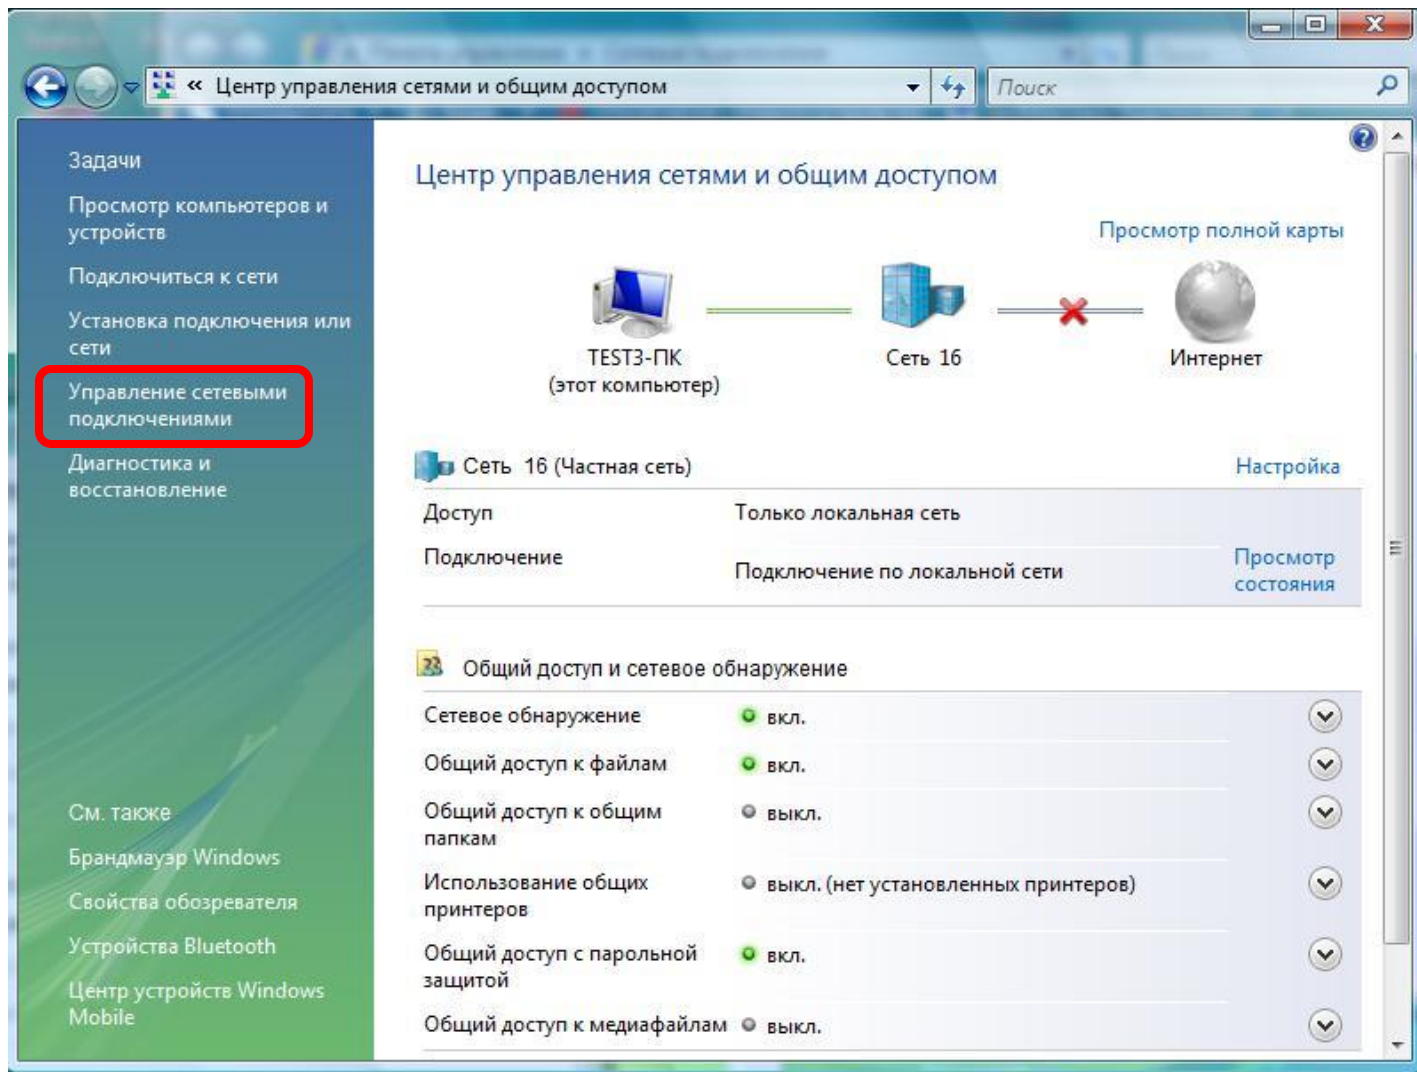 « Центр управления сетями и общим доступом
Поиск
Задачи
Просмотр компьютеров и
устройств
Подключиться к сети
Установка подключения или
сети
Управление сетевыми
подключениями
Диагностика и
восстановление
См. также
Брандмауэр Windows
Свойства обозревателя
Устройства Bluetooth
Центр устройств Windows
Mobile
Центр управления сетями и общим доступом
Просмотр полной карты
TEST3-ПК
(этот компьютер)
Сеть 16
Интернет
Сеть 16 (Частная сеть)
Настройка
Доступ
Только локальная сеть
Подключение
Подключение по локальной сети
Просмотр
состояния
Общий доступ и сетевое обнаружение
Сетевое обнаружение
вкл.
Общий доступ к файлам
вкл.
Общий доступ к общим
папкам
выкл.
Использование общих
принтеров
выкл. (нет установленных принтеров)
Общий доступ с парольной
защитой
вкл.
Общий доступ к медиафайлам
выкл.